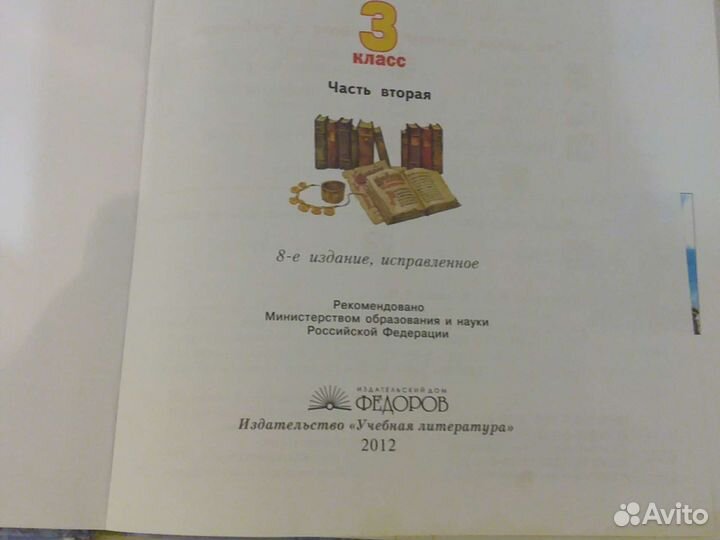 3
класс
Часть вторая
8-е издание, исправленное
Рекомендовано
Министерством образования и науки
Российской Федерации
ИЗДАТЕЛЬСКИЙ ДОМ
ФЕДОРОВ
Издательство «Учебная литература»
2012
Avito